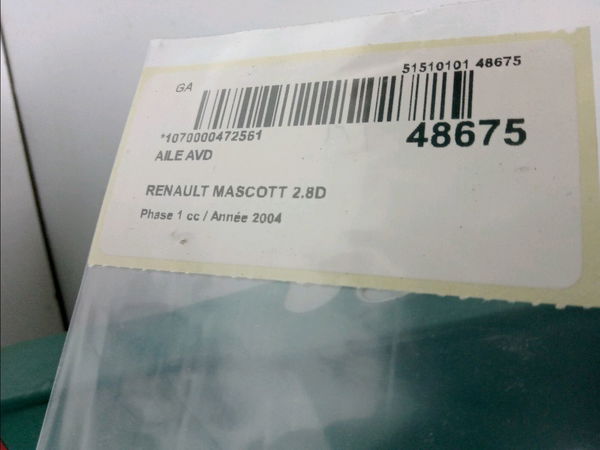 51510101 48675
GA
*1070000472561
48675
AILE AVD
RENAULT MASCOTT 2.8D
Phase 1 cc / Année 2004